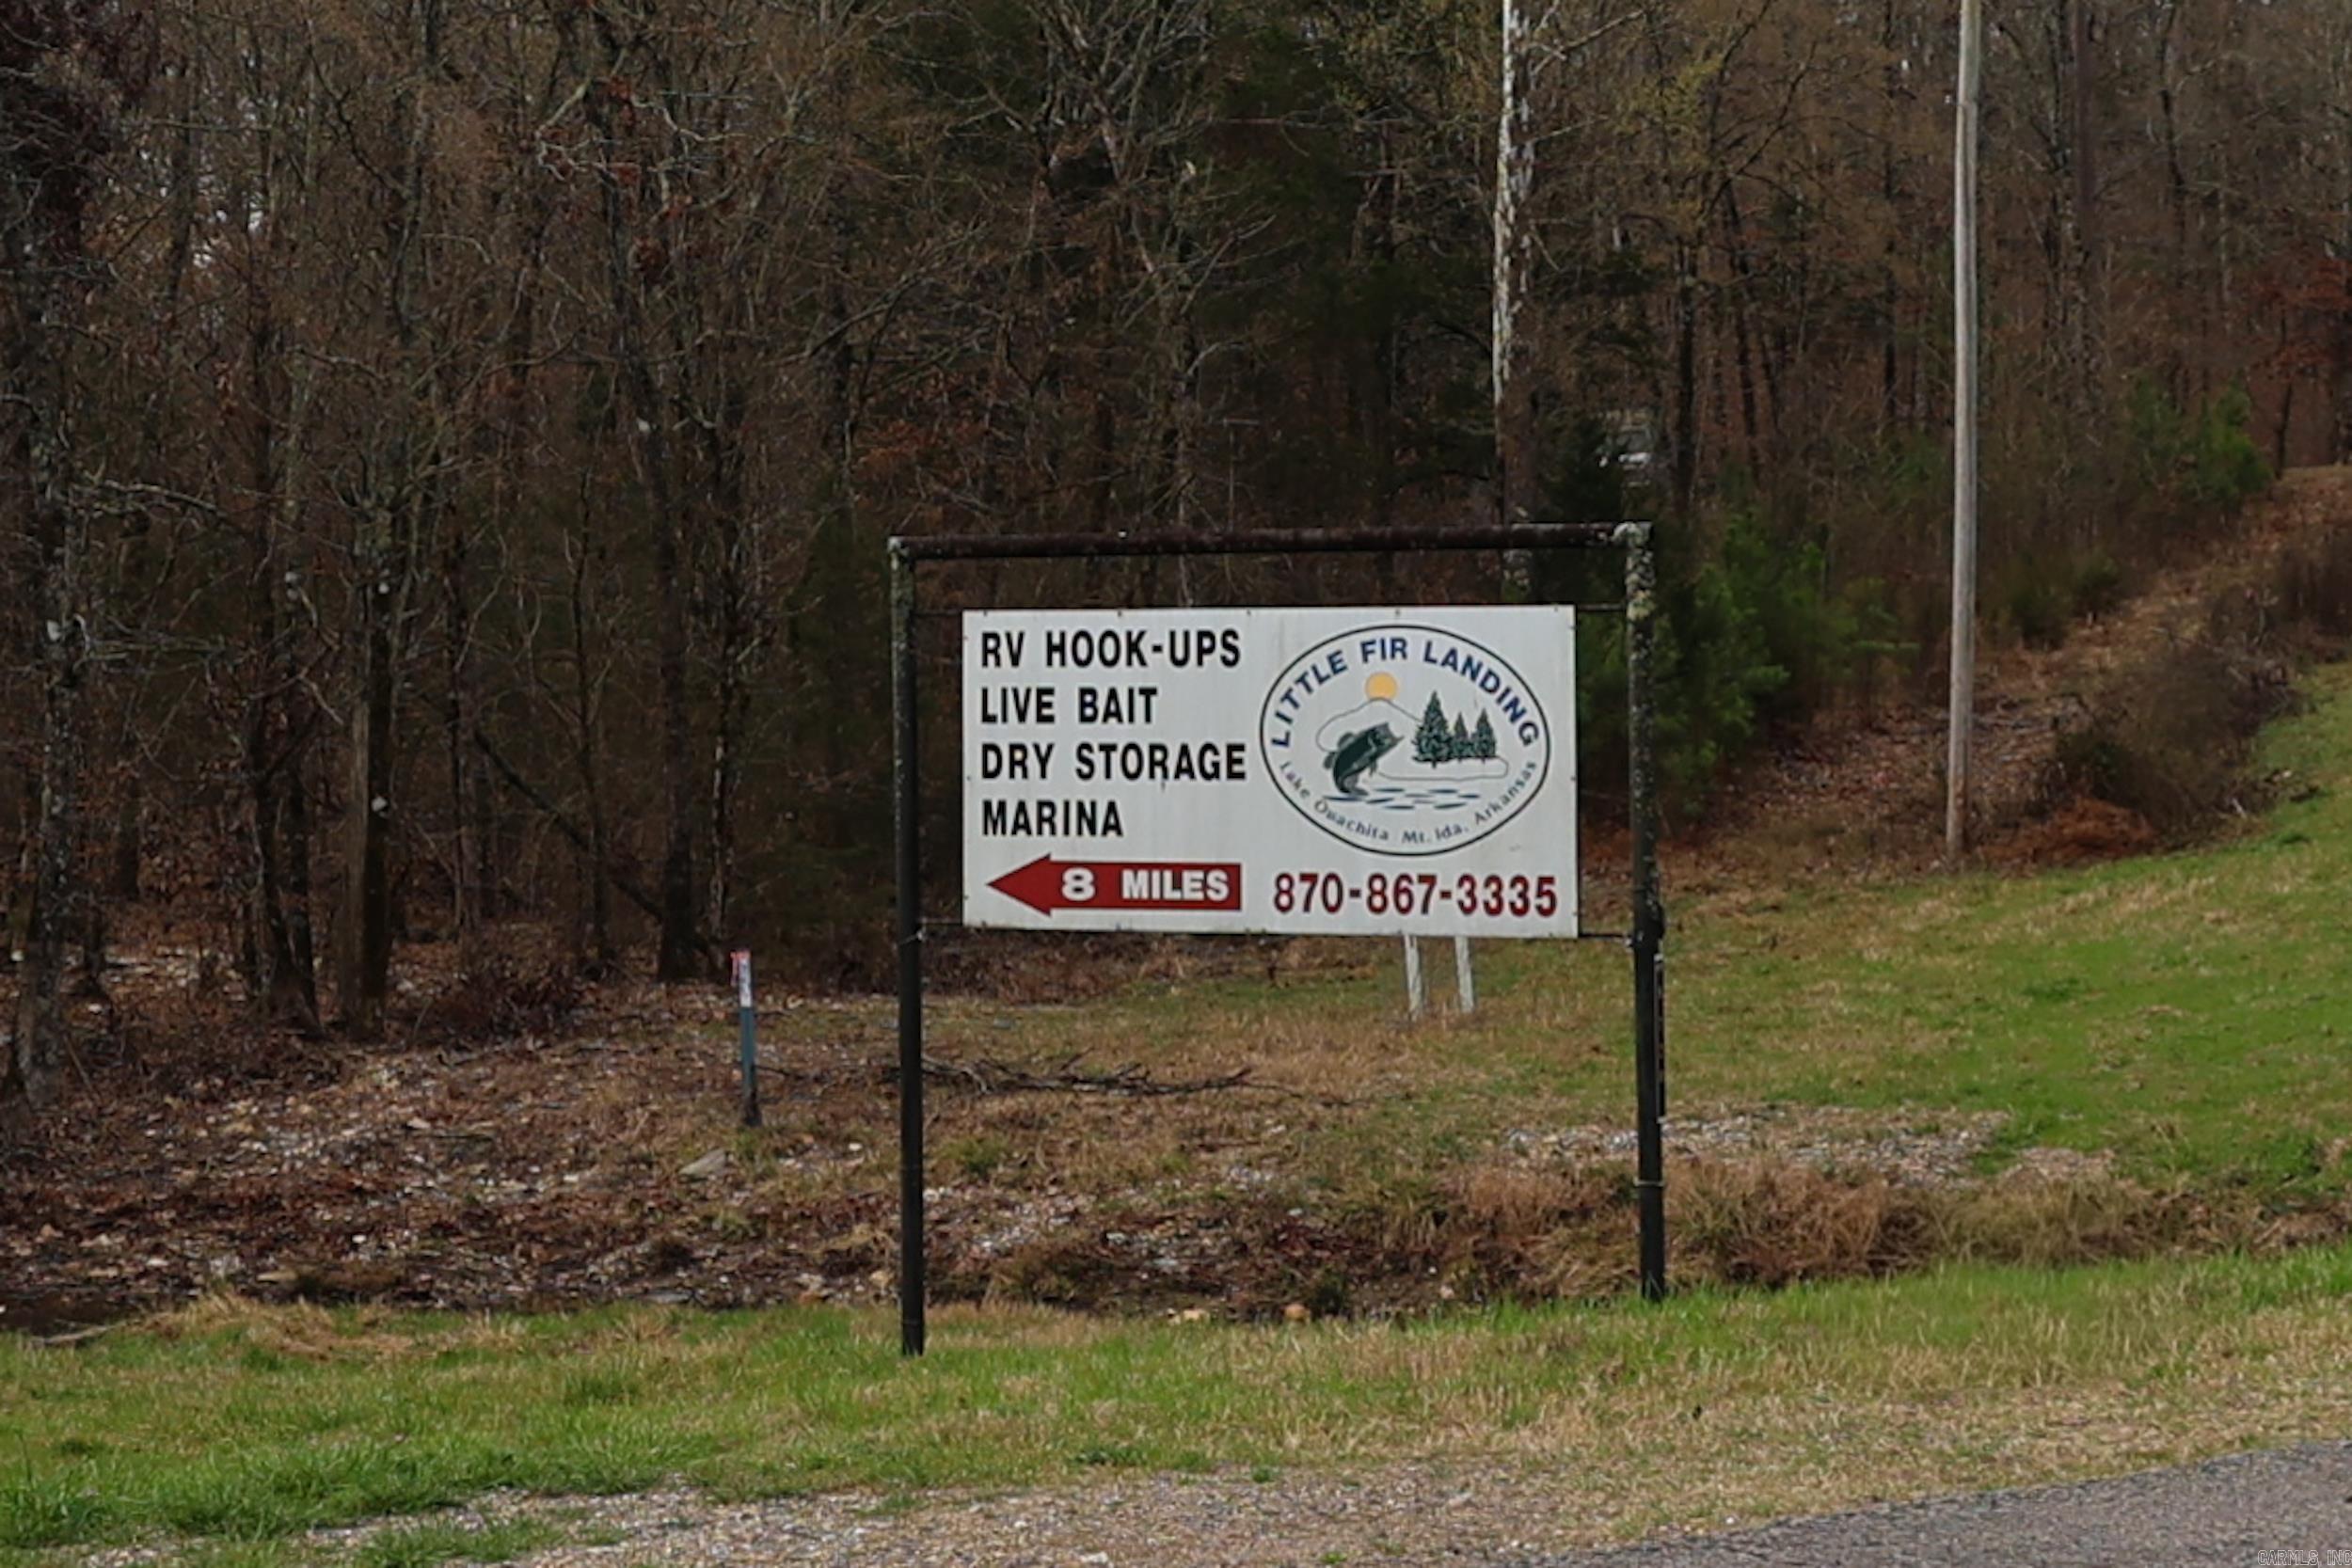 RV HOOK-UPS
LIVE BAIT
DRY STORAGE
MARINA
8 MILES
LITTLE FIR LANDING
Lake Ouachita Mt. Ida, Arkansas
870-867-3335
CARMLS, INC